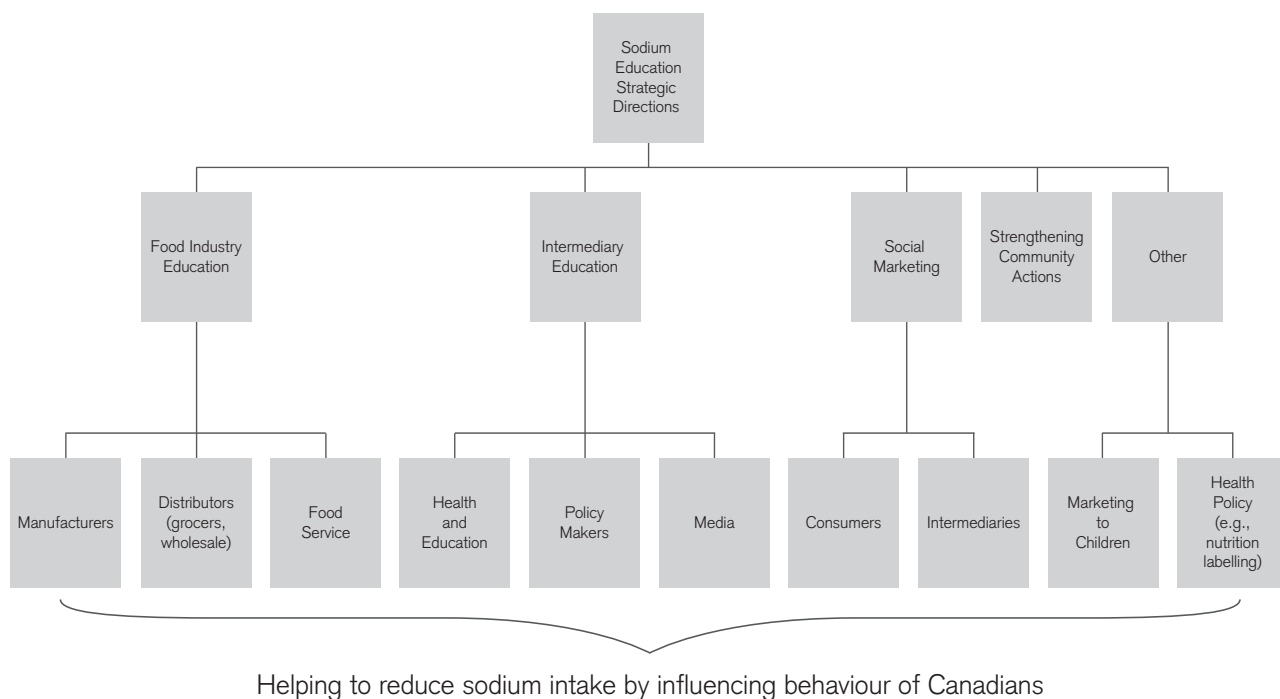 Sodium
Education
Strategic
Directions
Food Industry
Education
Intermediary
Education
Social
Marketing
Strengthening
Community
Actions
Other
Manufacturers
Distributors
(grocers,
wholesale)
Food
Service
Health
and
Education
Policy
Makers
Media
Consumers
Intermediaries
Marketing
to
Children
Health
Policy
(e.g.,
nutrition
labelling)
Helping to reduce sodium intake by influencing behaviour of Canadians